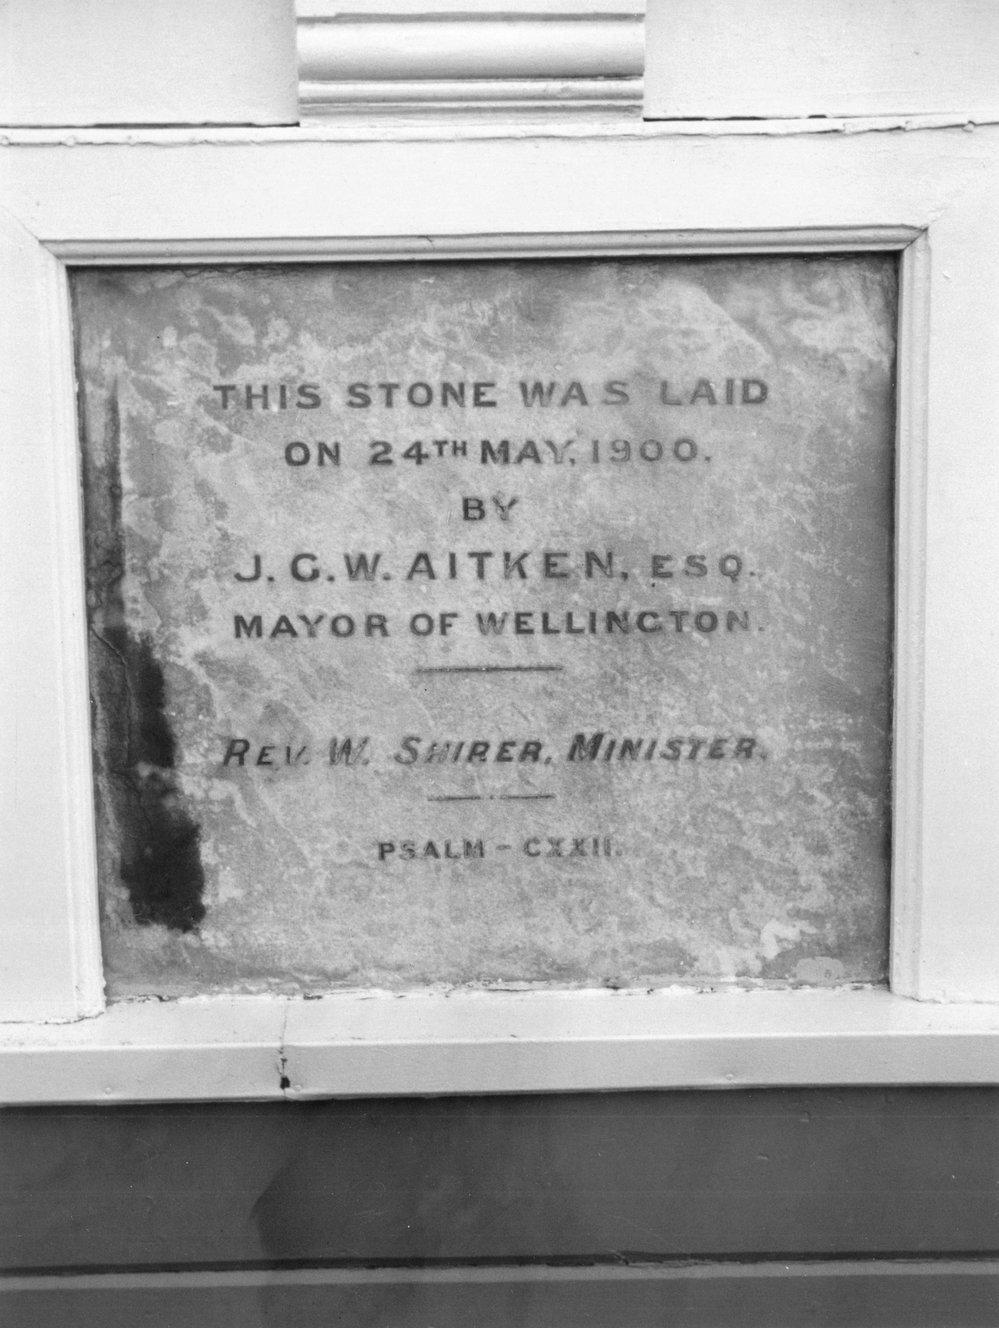 THIS STONE WAS LAID
ON 24TH MAY, 1900.
BY
J. G. W. AITKEN, ESQ.
MAYOR OF WELLINGTON.
REV. W. SHIRER, MINISTER.
PSALM - CXXII.